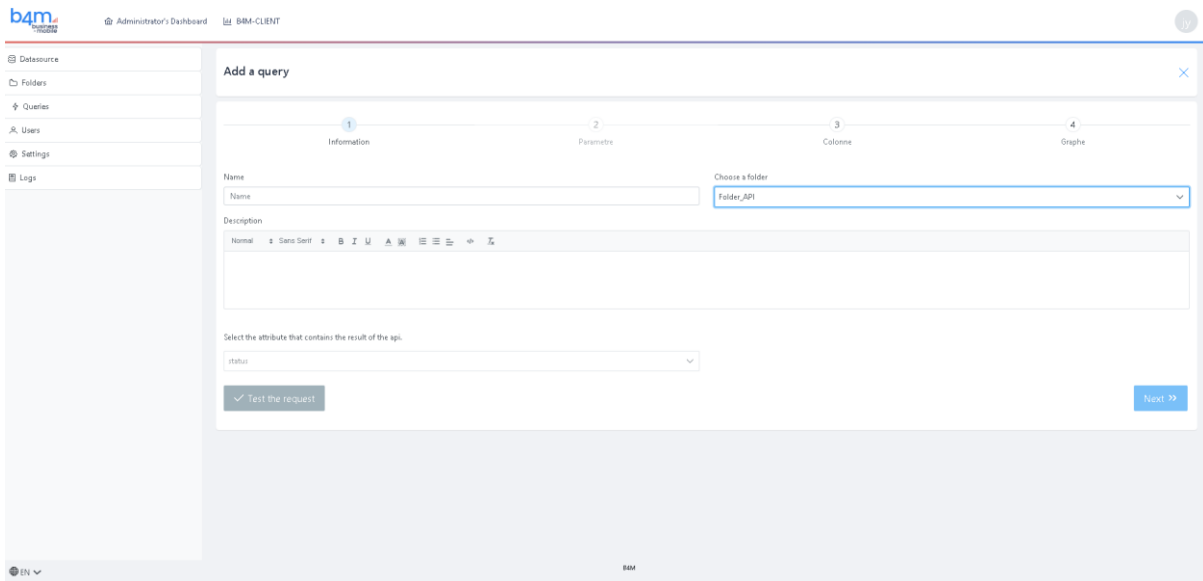 b4m
business
mobile
Administrator's Dashboard B4M-CLIENT
jy
Datasource
Folders
Queries
Users
Settings
Logs
Add a query
1 2 3 4
Information Parametre Colonne Graphe
Name Choose a folder
Name Folder_API
Description
Normal Sans Serif B I U A
Select the attribute that contains the result of the api.
status
Test the request Next »
EN B4M